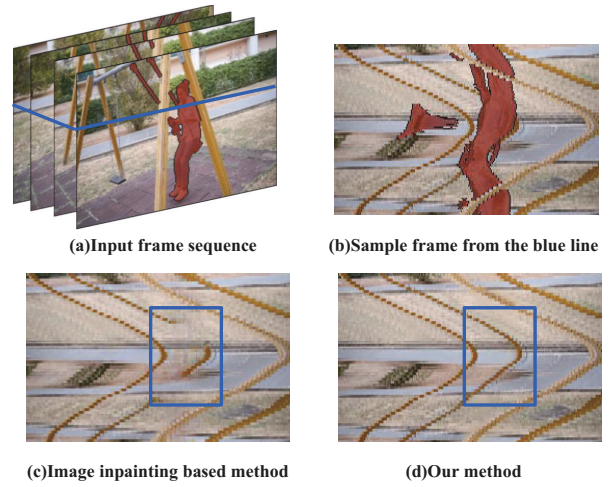 (a)Input frame sequence
(b)Sample frame from the blue line
(c)Image inpainting based method
(d)Our method